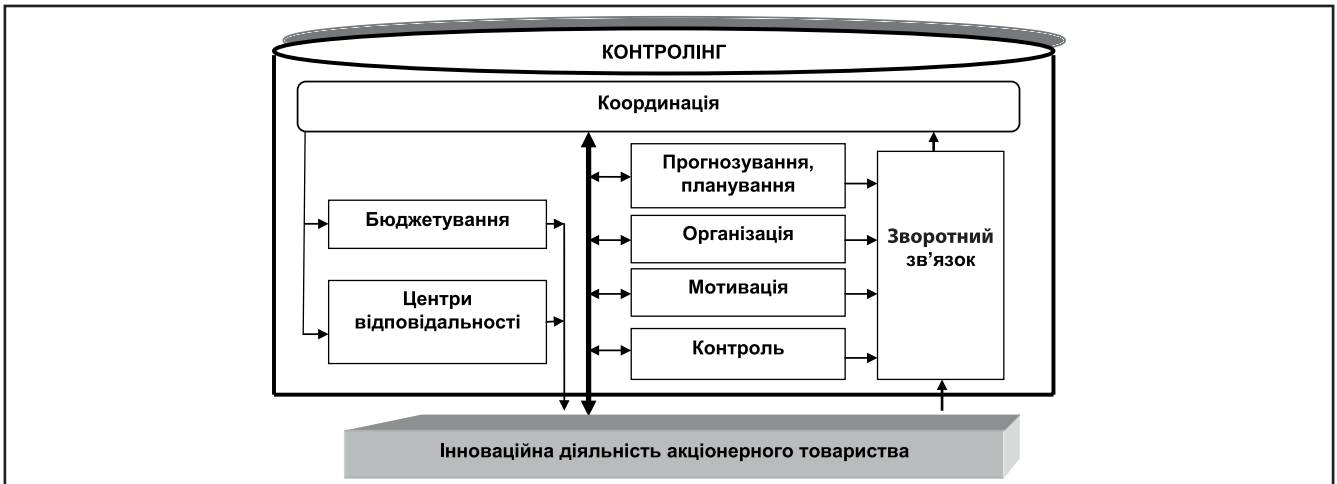 КОНТРОЛІНГ
Координація
Бюджетування
Центри
відповідальності
Прогнозування,
планування
Організація
Мотивація
Контроль
Зворотний
зв’язок
Інноваційна діяльність акціонерного товариства